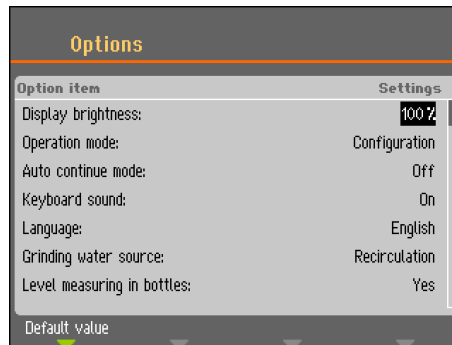 Options
Option item Settings
Display brightness: 100 %
Operation mode: Configuration
Auto continue mode: Off
Keyboard sound: On
Language: English
Grinding water source: Recirculation
Level measuring in bottles: Yes
Default value